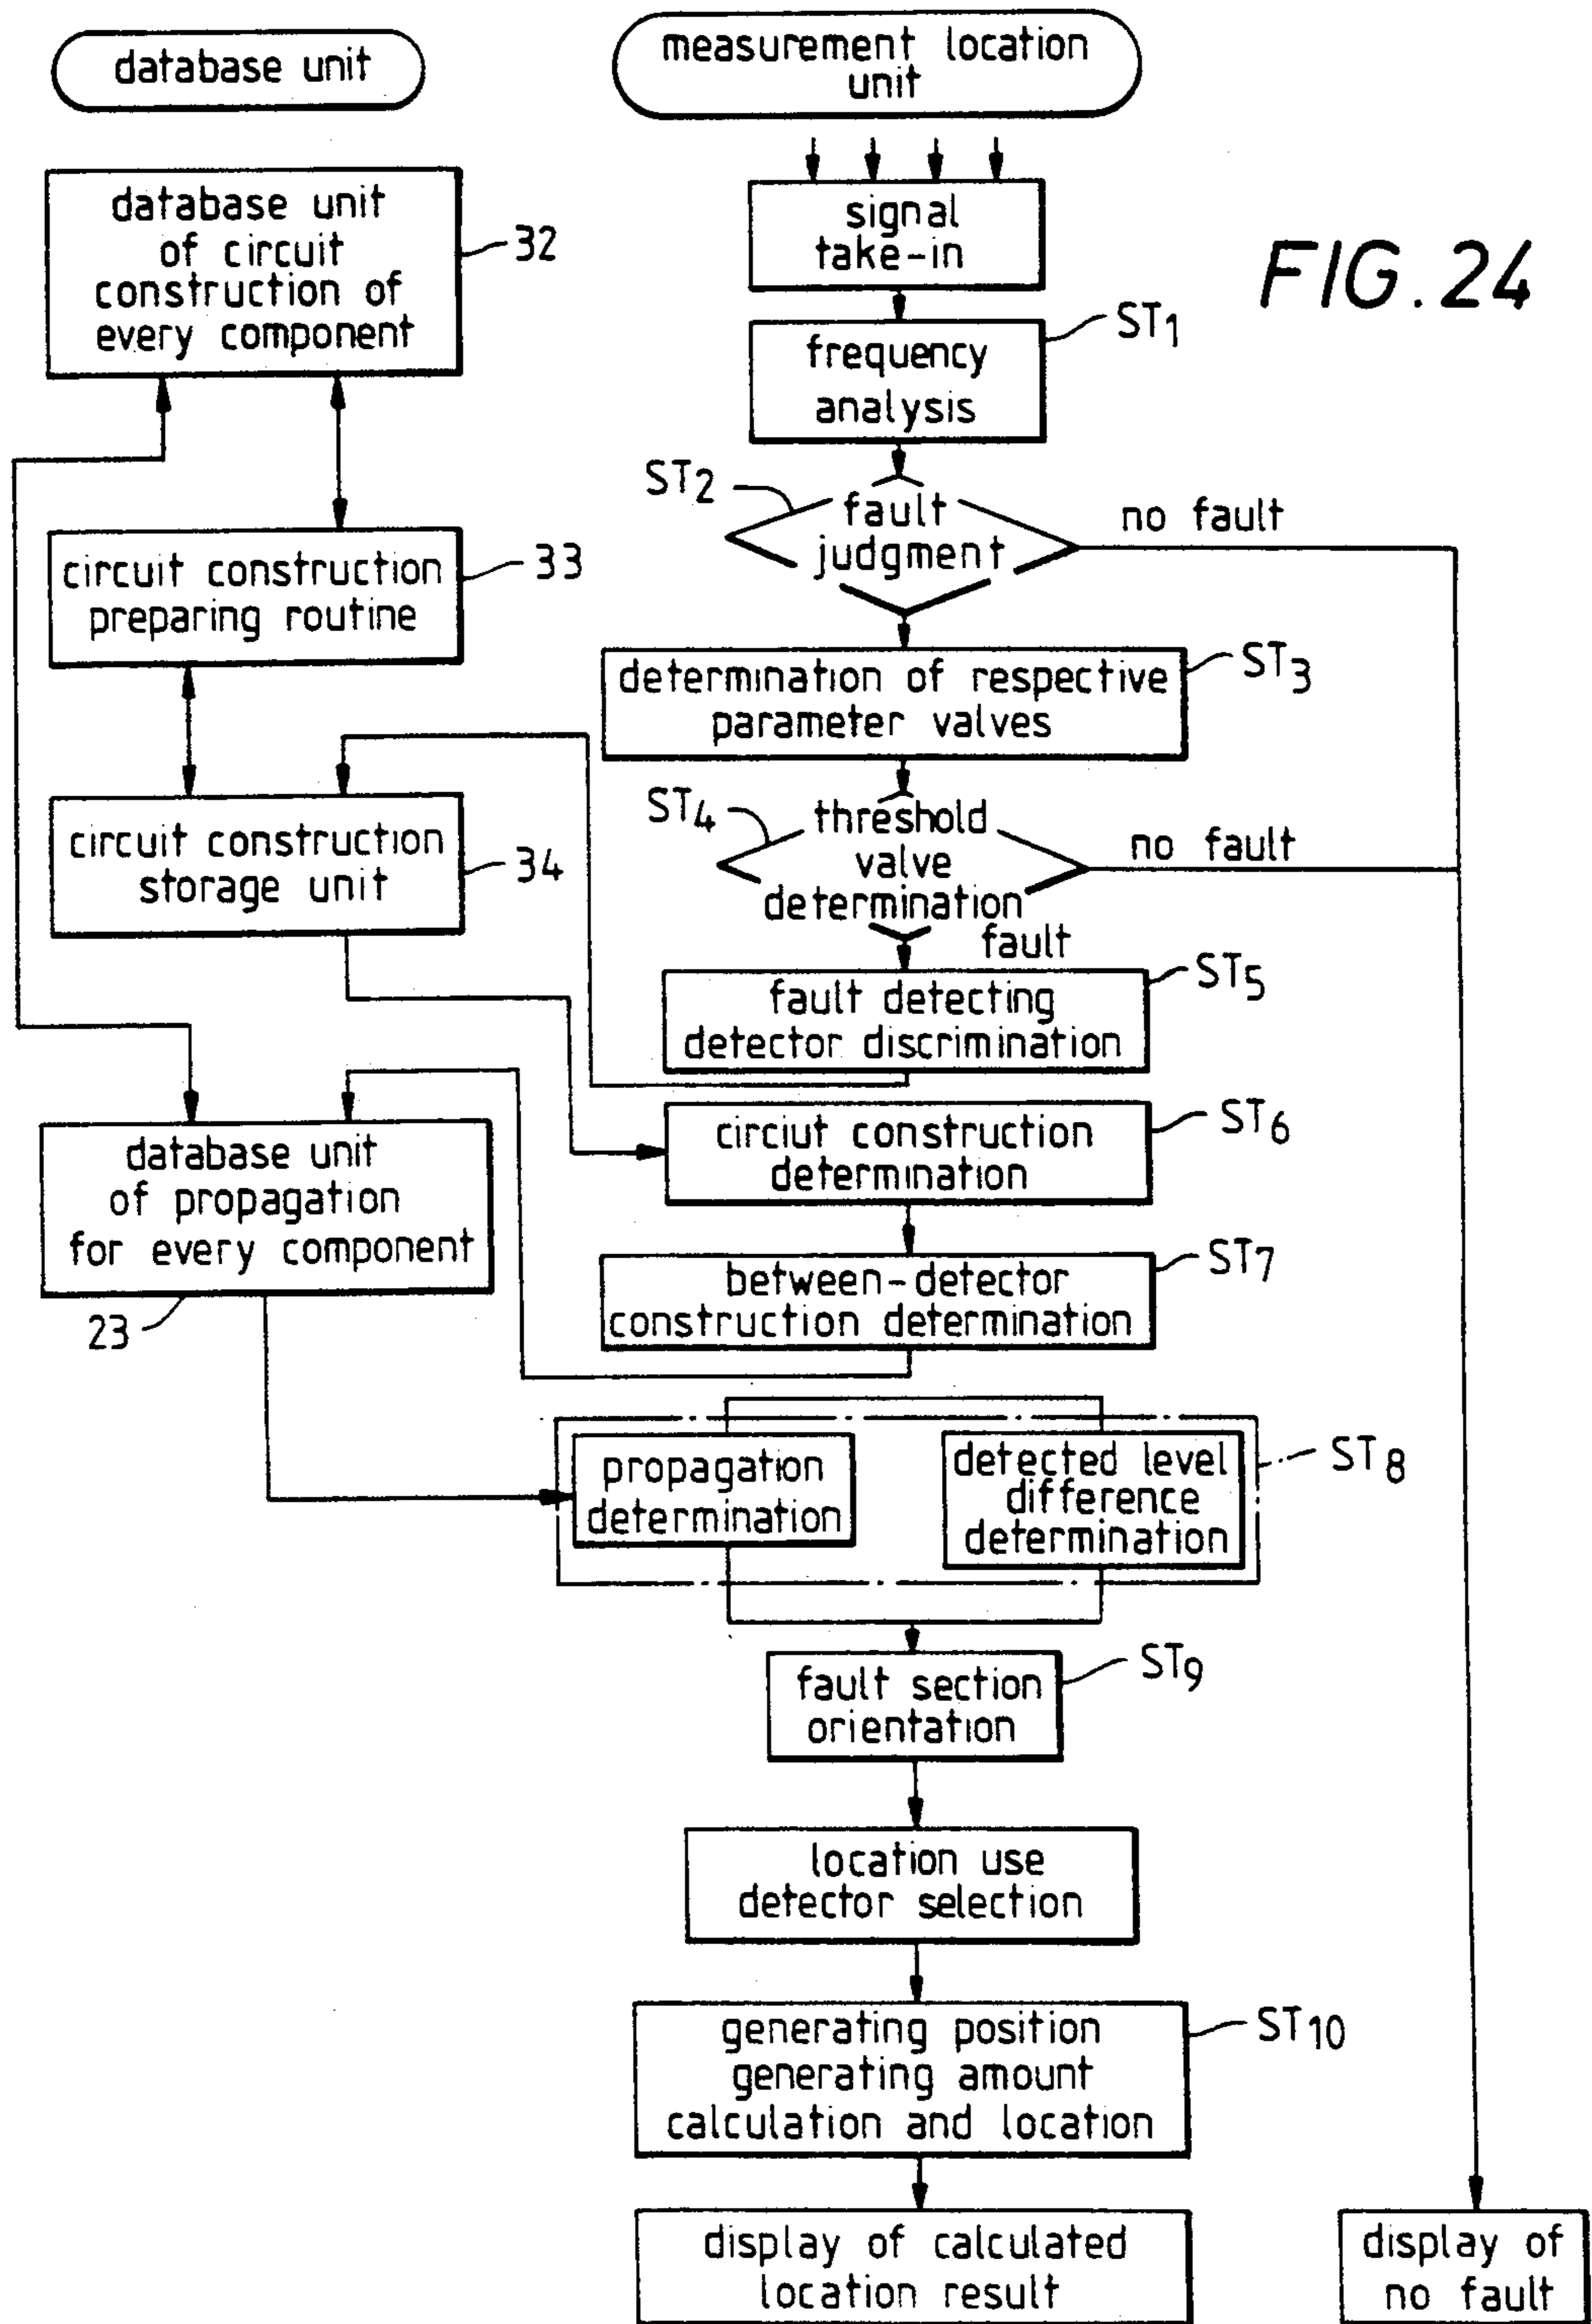 database unit
measurement location
unit
database unit
of circuit
construction of
every component
32
signal
take-in
FIG. 24
frequency
analysis
ST1
ST2
fault
judgment
no fault
circuit construction
preparing routine
33
determination of respective
parameter valves
ST3
ST4
threshold
valve
determination
no fault
fault
circuit construction
storage unit
34
fault detecting
detector discrimination
ST5
circiut construction
determination
ST6
database unit
of propagation
for every component
23
between-detector
construction determination
ST7
propagation
determination
detected level
difference
determination
ST8
fault section
orientation
ST9
location use
detector selection
generating position
generating amount
calculation and location
ST10
display of calculated
location result
display of
no fault